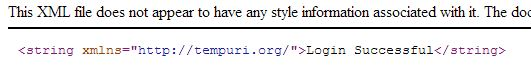 This XML file does not appear to have any style information associated with it. The doc
<string xmlns="http://tempuri.org/">Login Successful</string>